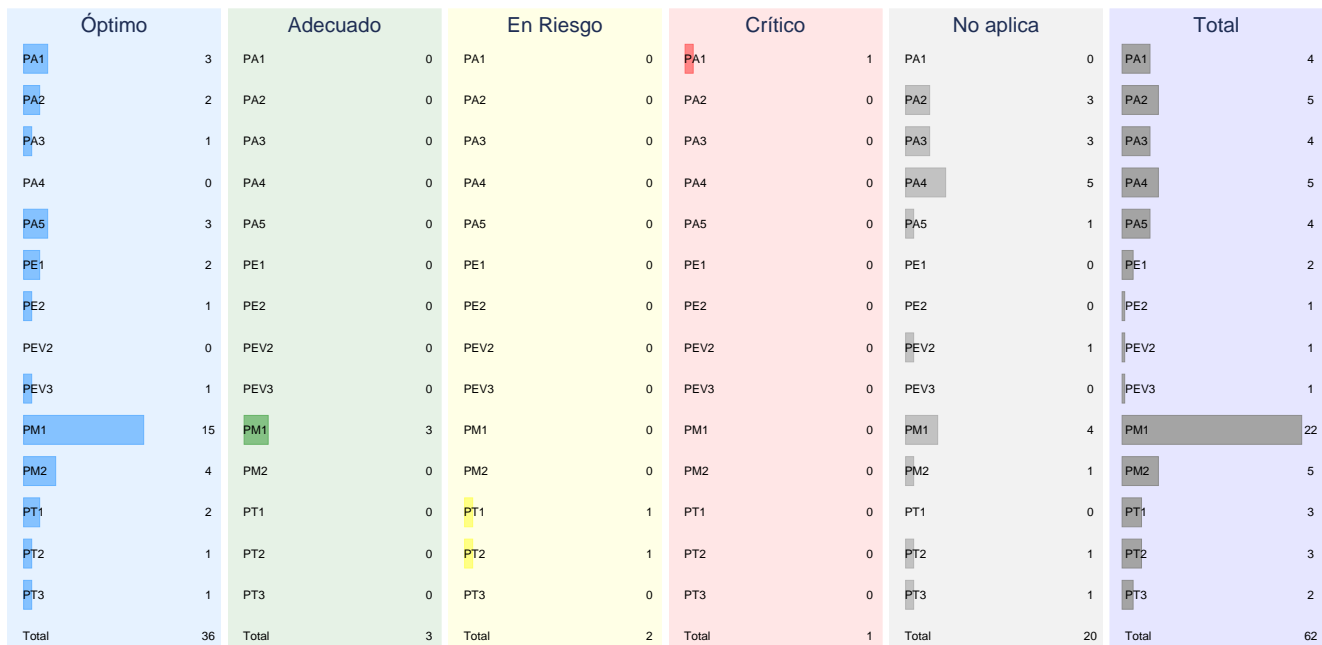 Óptimo Adecuado En Riesgo Crítico No aplica Total
PA1 3 PA1 0 PA1 0 PA1 1 PA1 0 PA1 4
PA2 2 PA2 0 PA2 0 PA2 0 PA2 3 PA2 5
PA3 1 PA3 0 PA3 0 PA3 0 PA3 3 PA3 4
PA4 0 PA4 0 PA4 0 PA4 0 PA4 5 PA4 5
PA5 3 PA5 0 PA5 0 PA5 0 PA5 1 PA5 4
PE1 2 PE1 0 PE1 0 PE1 0 PE1 0 PE1 2
PE2 1 PE2 0 PE2 0 PE2 0 PE2 0 PE2 1
PEV2 0 PEV2 0 PEV2 0 PEV2 0 PEV2 1 PEV2 1
PEV3 1 PEV3 0 PEV3 0 PEV3 0 PEV3 0 PEV3 1
PM1 15 PM1 3 PM1 0 PM1 0 PM1 4 PM1 22
PM2 4 PM2 0 PM2 0 PM2 0 PM2 1 PM2 5
PT1 2 PT1 0 PT1 1 PT1 0 PT1 0 PT1 3
PT2 1 PT2 0 PT2 1 PT2 0 PT2 1 PT2 3
PT3 1 PT3 0 PT3 0 PT3 0 PT3 1 PT3 2
Total 36 Total 3 Total 2 Total 1 Total 20 Total 62